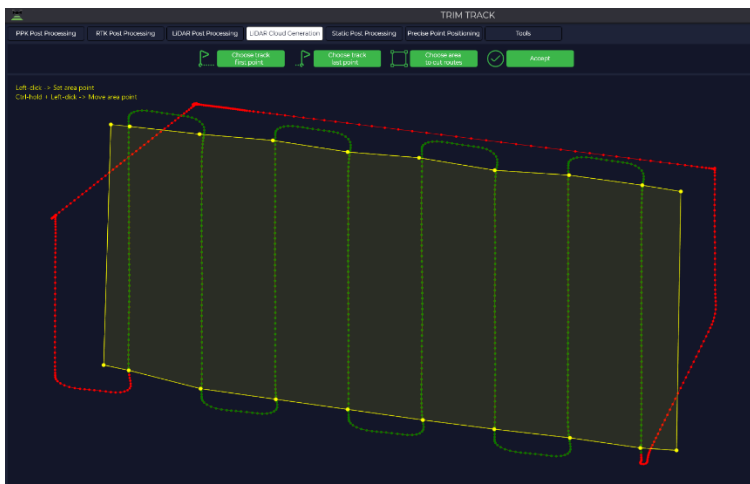 TRIM TRACK
PPK Post Processing
RTK Post Processing
LiDAR Post Processing
LiDAR Cloud Generation
Static Post Processing
Precise Point Positioning
Tools
Choose track
first point
Choose track
last point
Choose area
to cut routes
Accept
Left-click -> Set area point
Ctrl-hold + Left-click -> Move area point